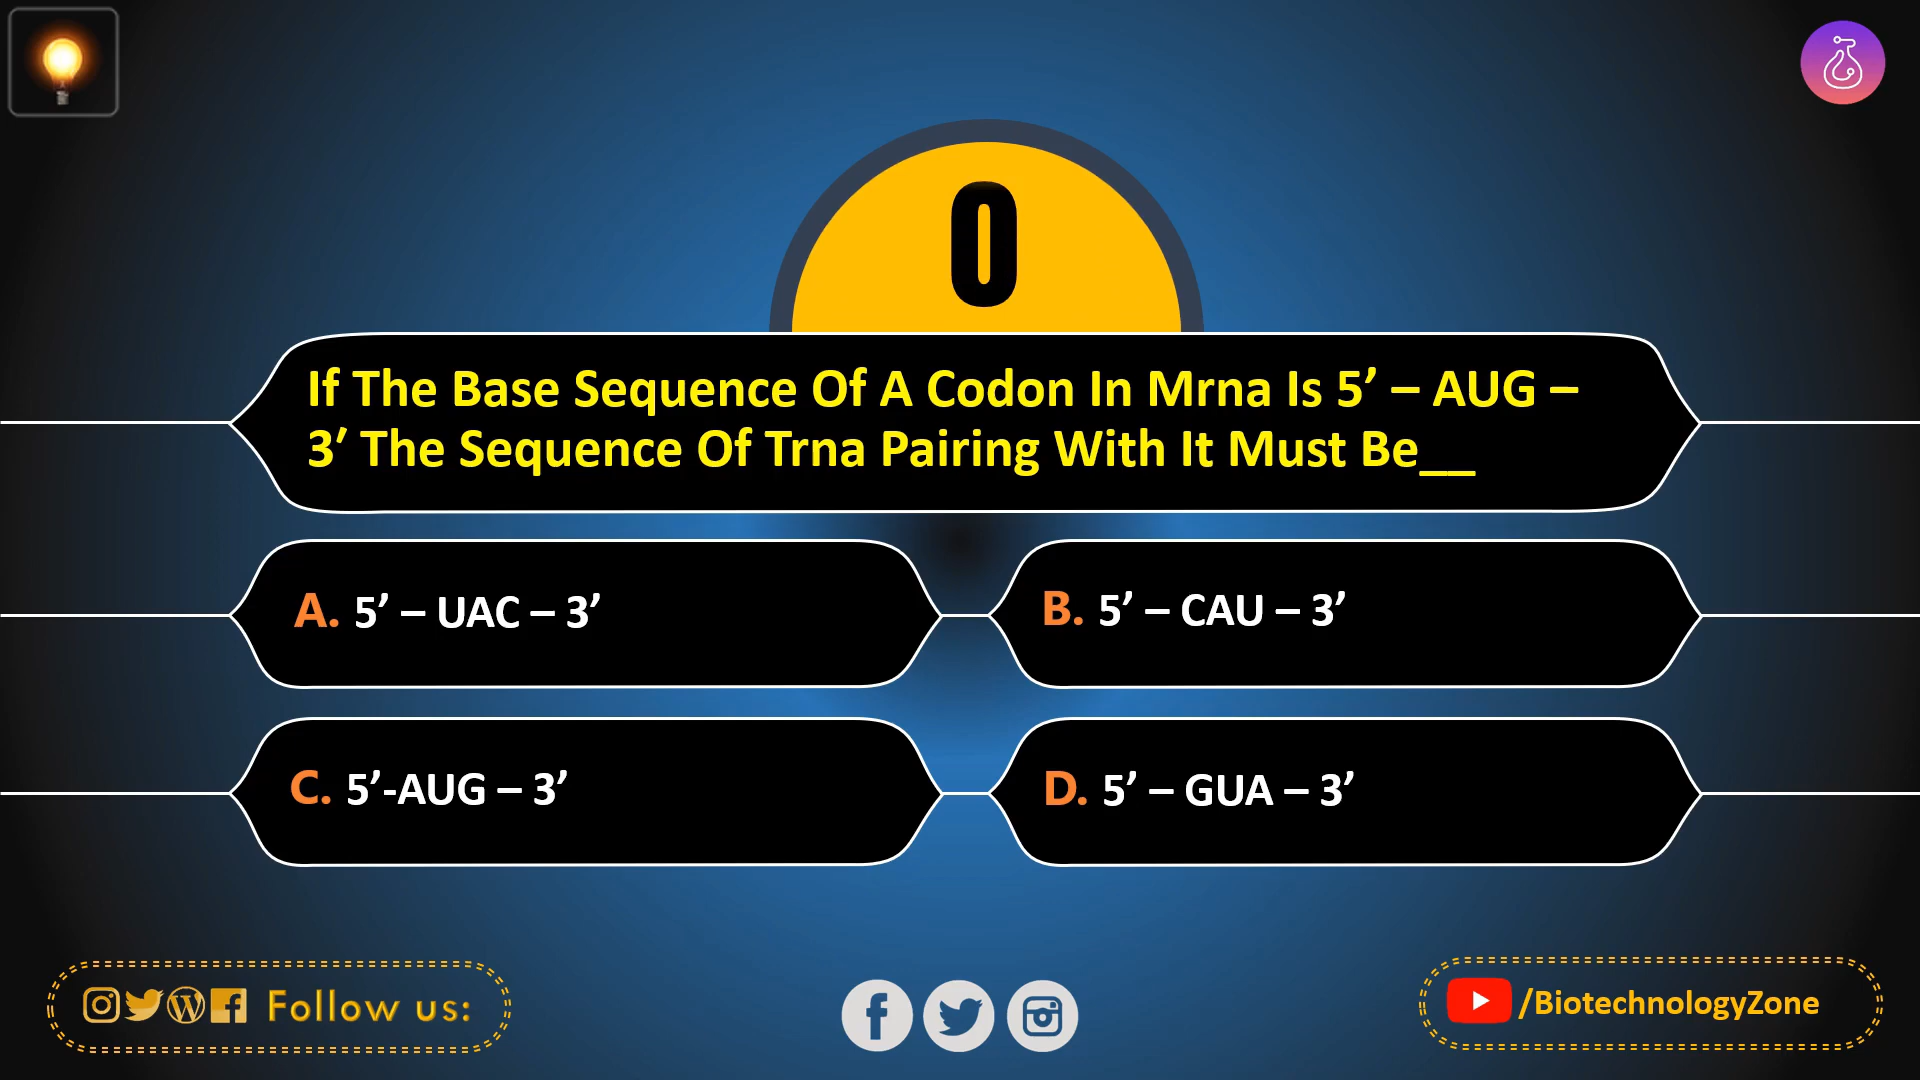 0
If The Base Sequence Of A Codon In Mrna Is 5’ – AUG –
3’ The Sequence Of Trna Pairing With It Must Be__
A. 5’ – UAC – 3’
B. 5’ – CAU – 3’
C. 5’-AUG – 3’
D. 5’ – GUA – 3’
Follow us:
/BiotechnologyZone